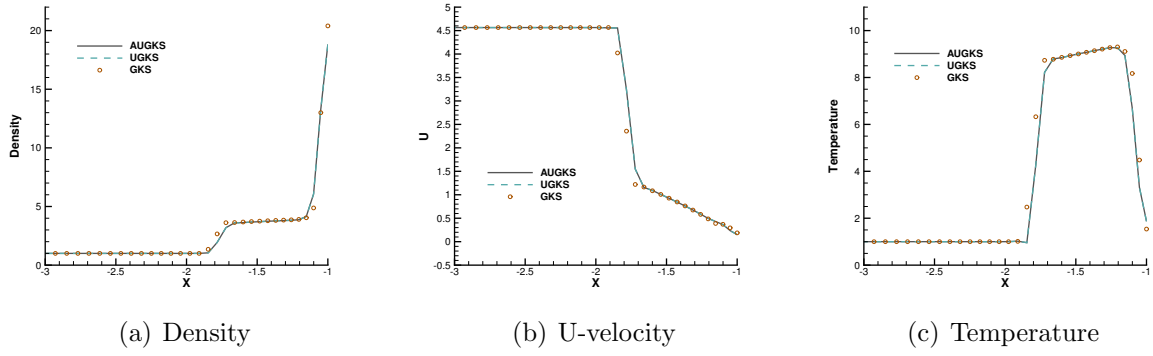 20
15
10
5
0
Density
AUGKS
UGKS
GKS
-3
-2.5
-2
-1.5
-1
X
(a) Density
5
4.5
4
3.5
3
2.5
2
1.5
1
0.5
0
-0.5
U
AUGKS
UGKS
GKS
-3
-2.5
-2
-1.5
-1
X
(b) U-velocity
10
8
6
4
2
0
Temperature
AUGKS
UGKS
GKS
-3
-2.5
-2
-1.5
-1
X
(c) Temperature